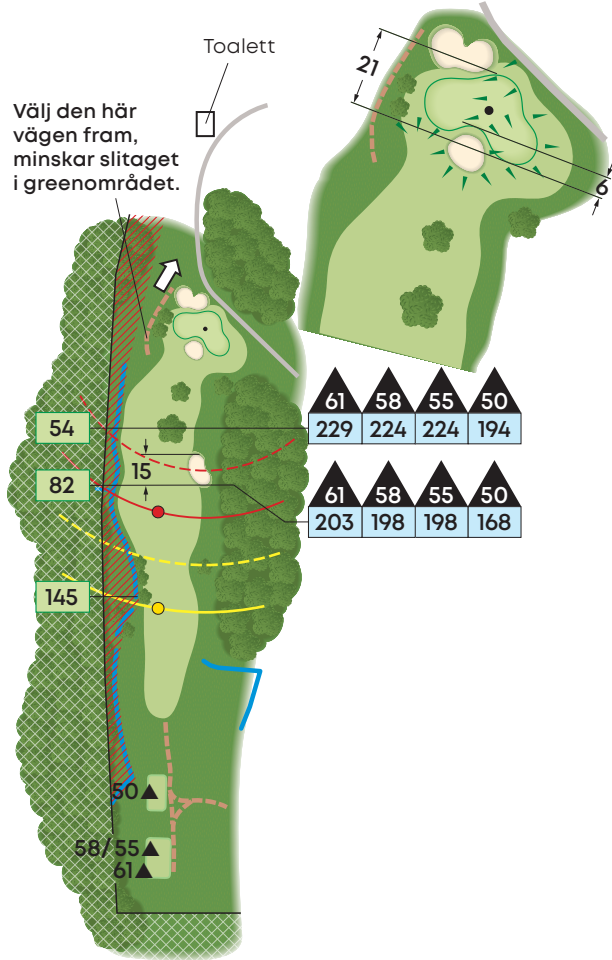 Toalett
21
Välj den här
vägen fram,
minskar slitaget
i greenområdet.
6
61 58 55 50
54
229 224 224 194
15
82
61 58 55 50
203 198 198 168
145
50
58/55
61